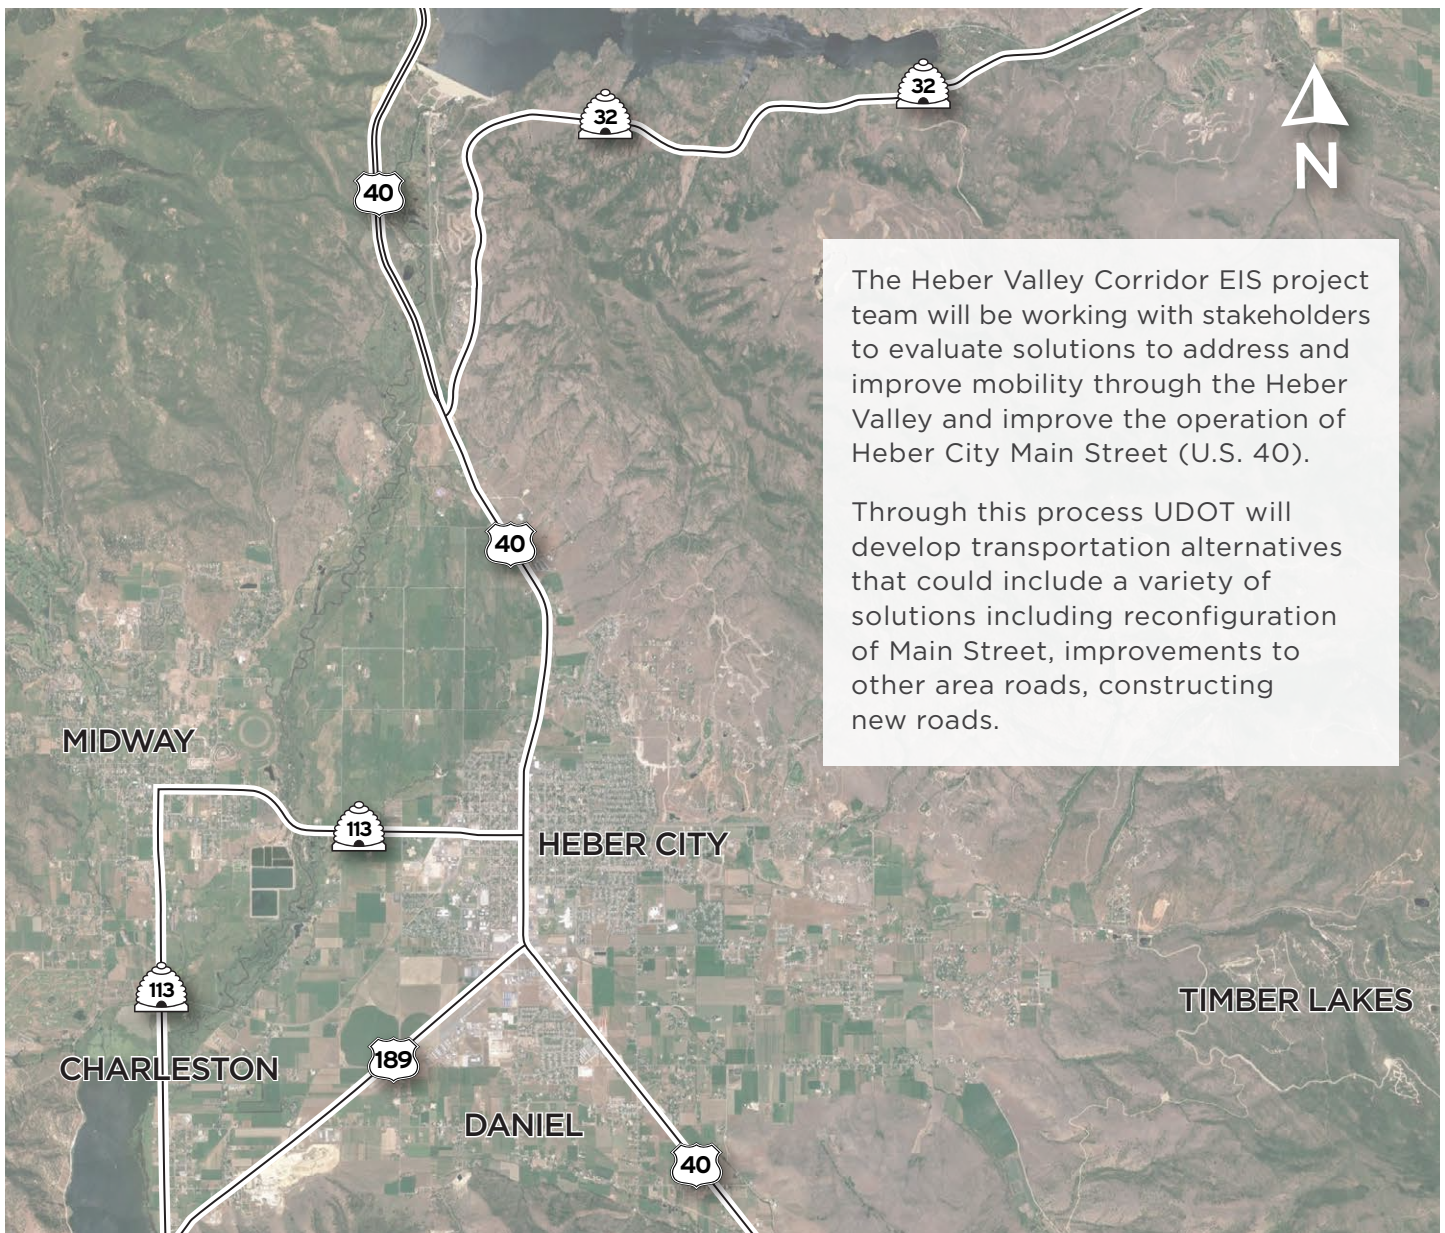 32
32
40
N
The Heber Valley Corridor EIS project
team will be working with stakeholders
to evaluate solutions to address and
improve mobility through the Heber
Valley and improve the operation of
Heber City Main Street (U.S. 40).
Through this process UDOT will
develop transportation alternatives
that could include a variety of
solutions including reconfiguration
of Main Street, improvements to
other area roads, constructing
new roads.
40
MIDWAY
113
HEBER CITY
113
TIMBER LAKES
189
CHARLESTON
DANIEL
40